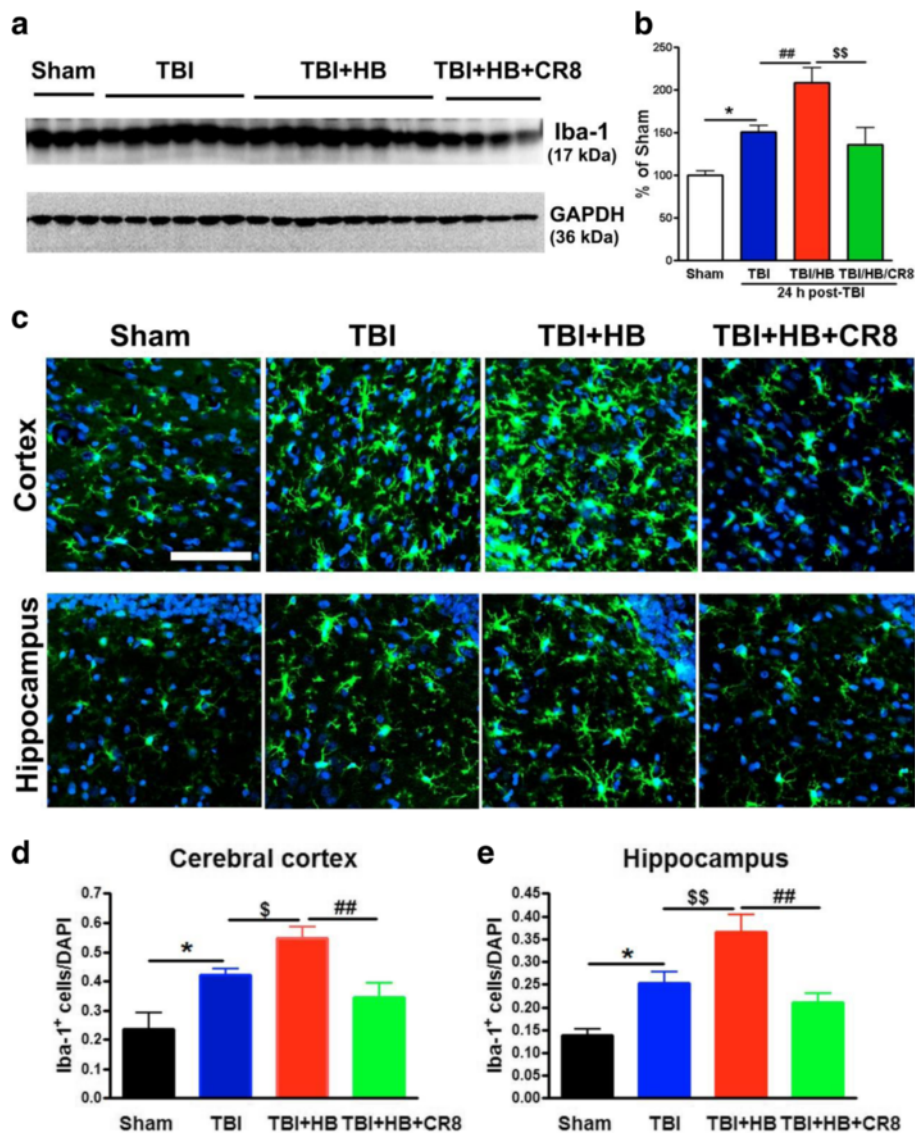 a
Sham TBI TBI+HB TBI+HB+CR8
Iba-1
(17 kDa)
GAPDH
(36 kDa)
b
% of Sham
250
200
150
100
50
0
* ## $$
Sham TBI TBI/HB TBI/HB/CR8
24 h post-TBI
c
Sham TBI TBI+HB TBI+HB+CR8
Cortex
Hippocampus
d
Cerebral cortex
Iba-1⁺ cells/DAPI
0.7
0.6
0.5
0.4
0.3
0.2
0.1
0.0
* $ ##
Sham TBI TBI+HB TBI+HB+CR8
e
Hippocampus
Iba-1⁺ cells/DAPI
0.45
0.40
0.35
0.30
0.25
0.20
0.15
0.10
0.05
0.00
* $$ ##
Sham TBI TBI+HB TBI+HB+CR8